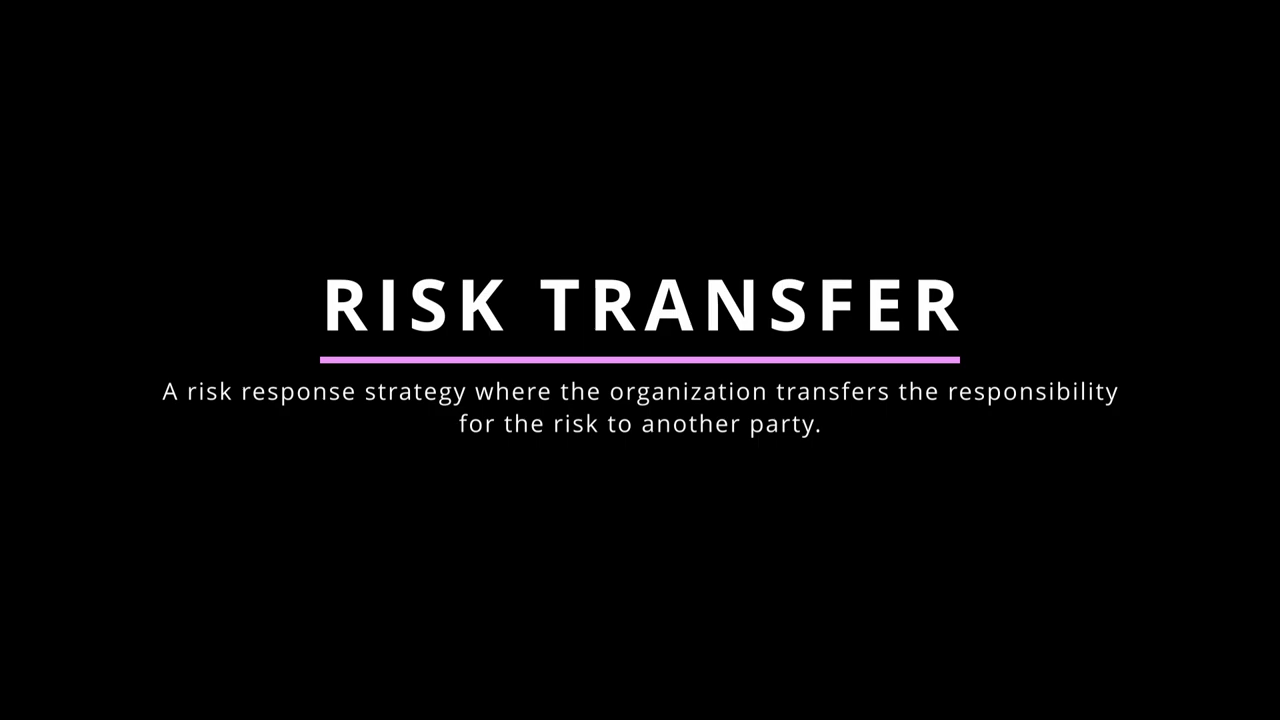 RISK TRANSFER
A risk response strategy where the organization transfers the responsibility
for the risk to another party.